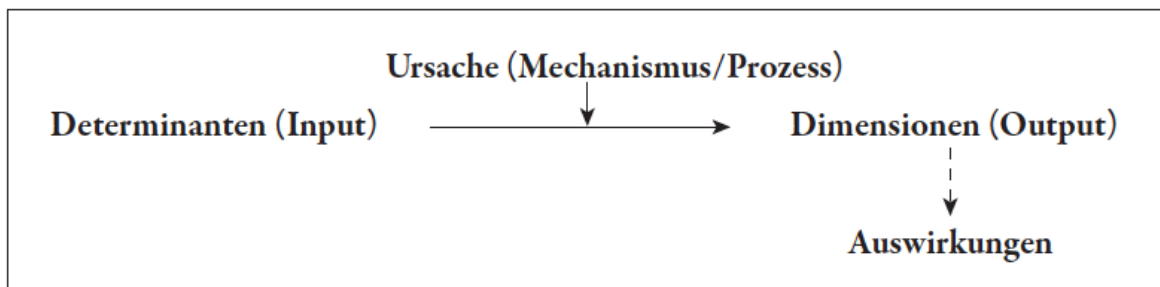 Ursache (Mechanismus/Prozess)
Determinanten (Input)
Dimensionen (Output)
Auswirkungen